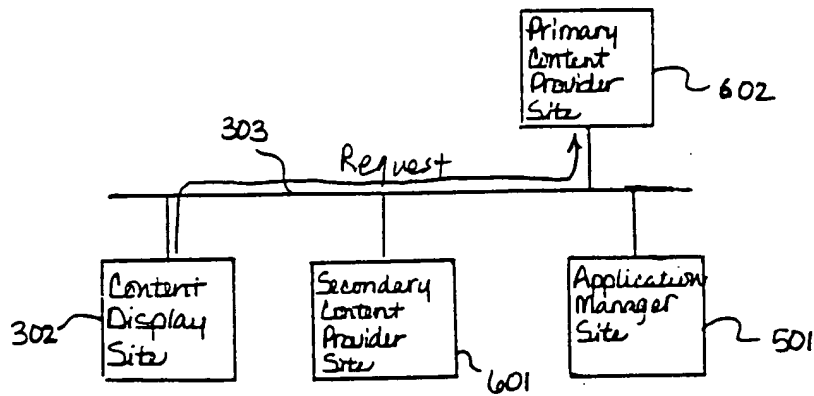 Primary
Content
Provider
Site
602
303
Request
Content
Display
Site
302
Secondary
Content
Provider
Site
601
Application
Manager
Site
501